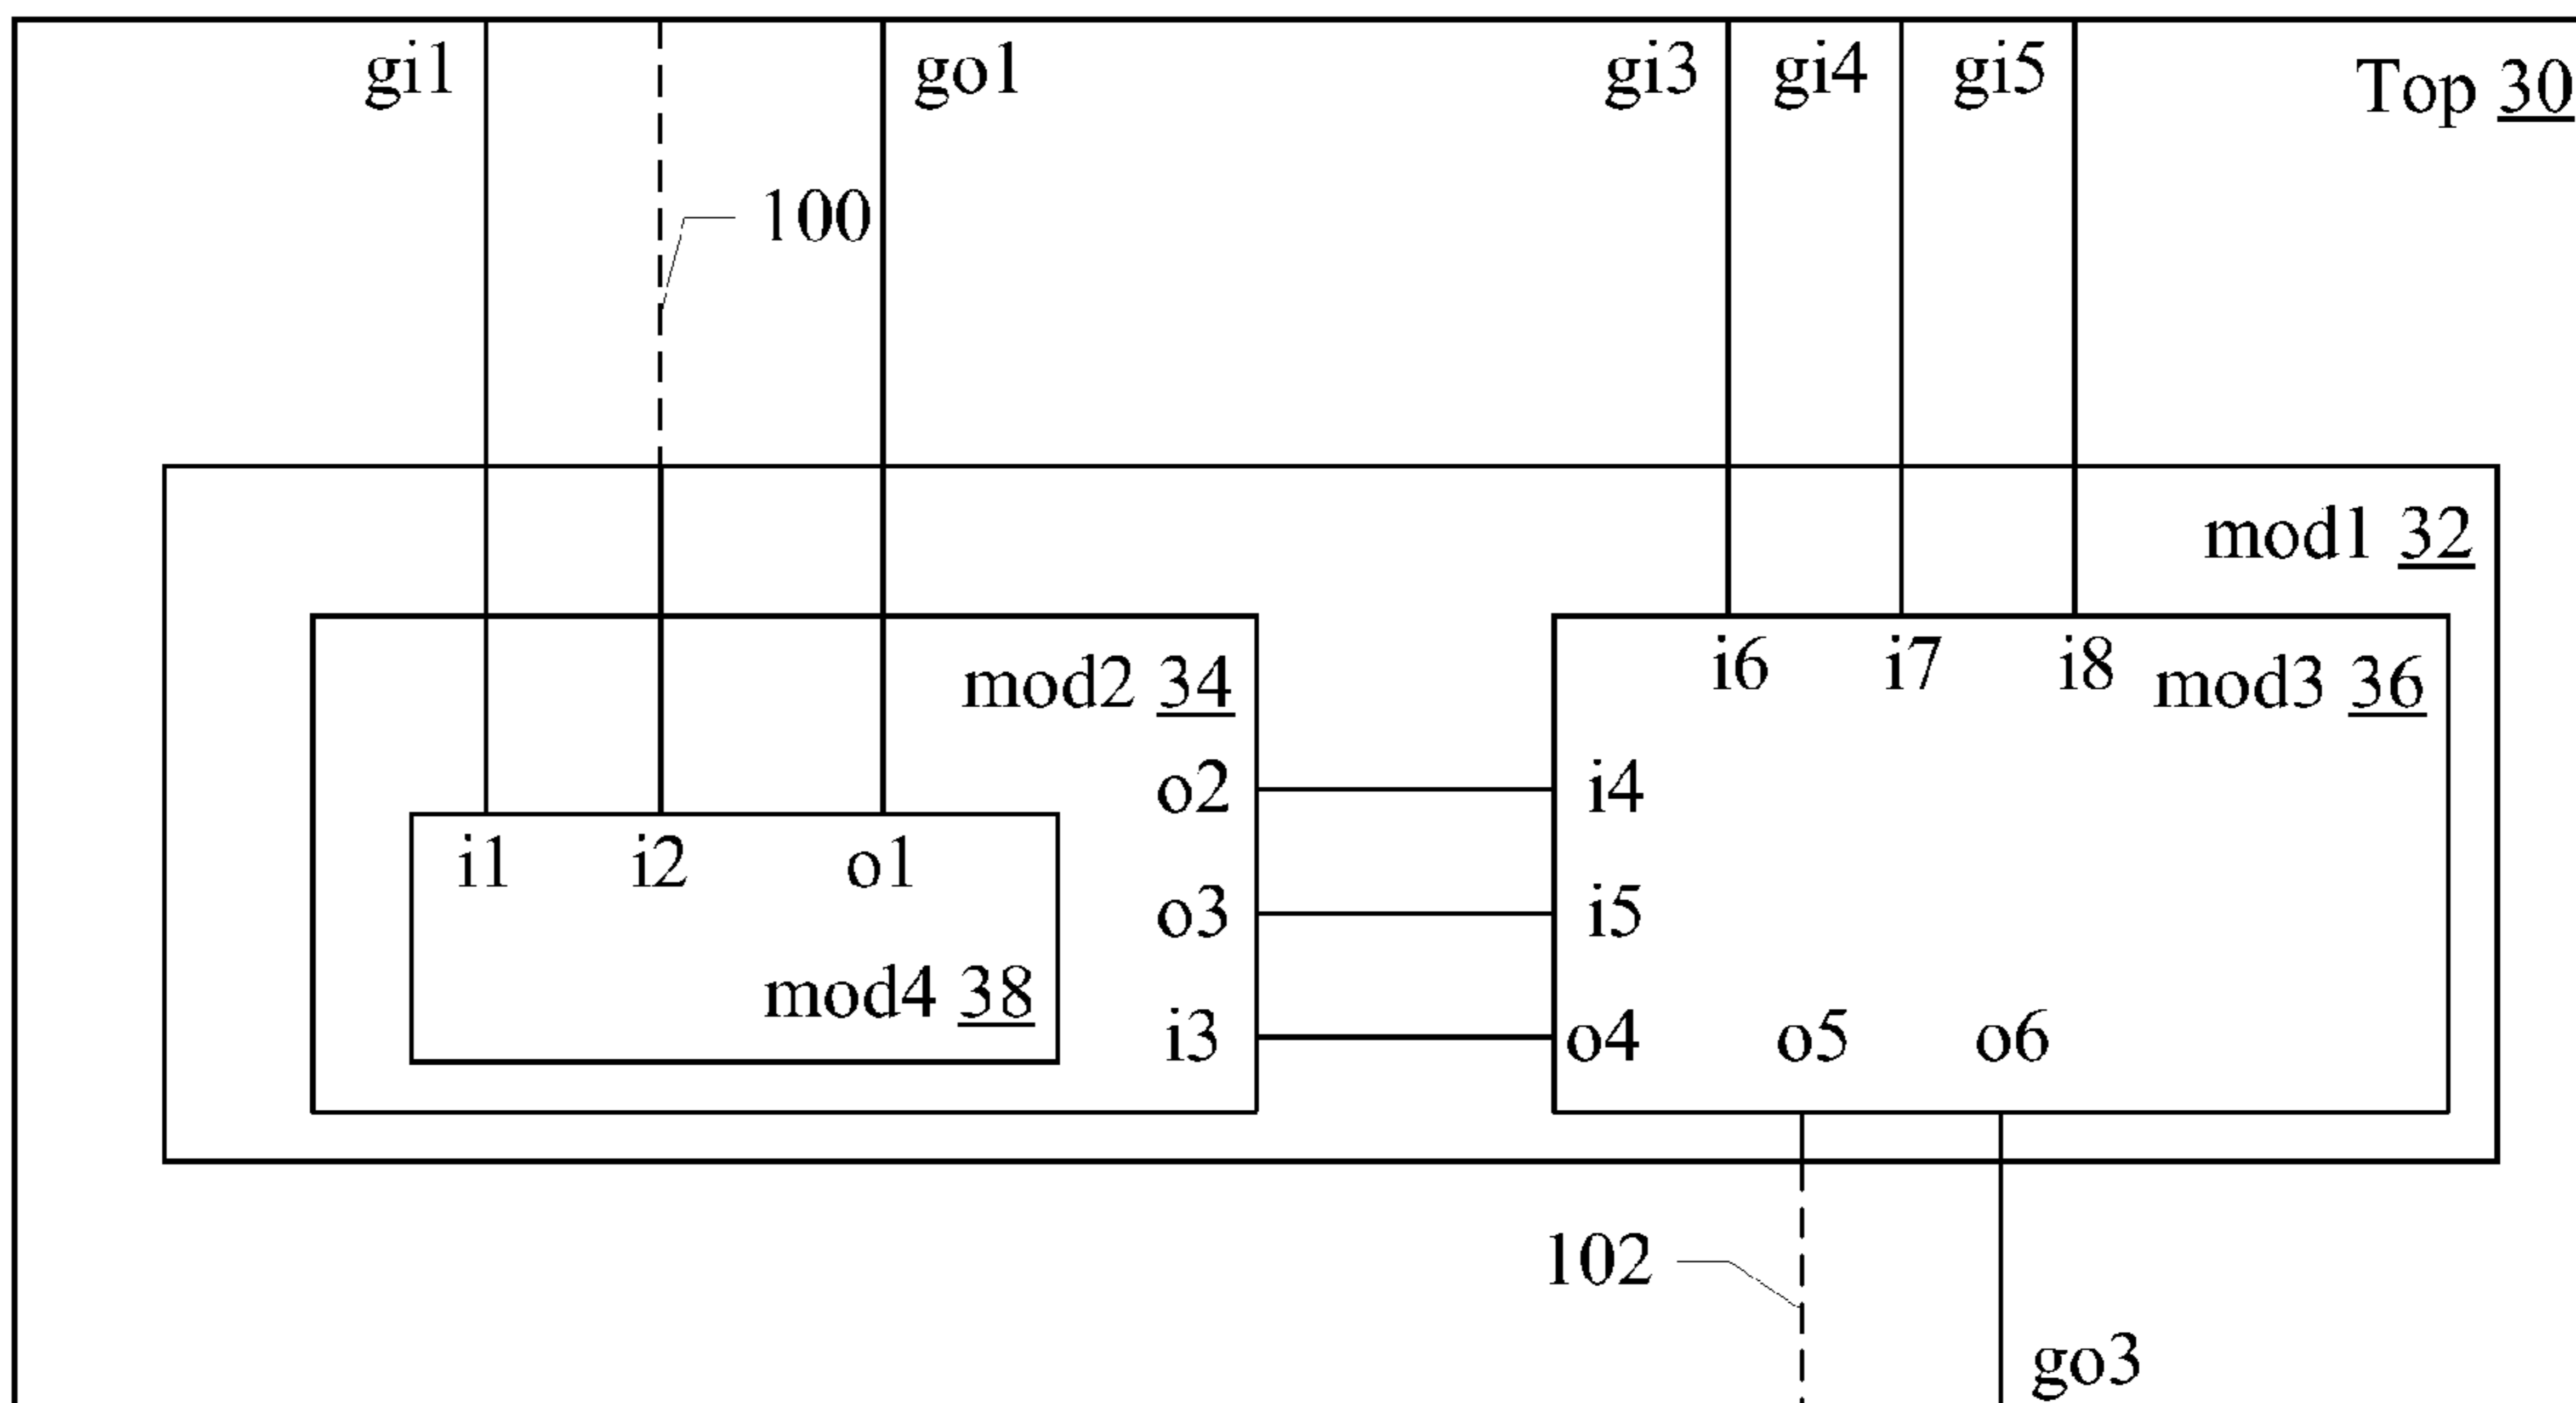 gi1
go1
gi3
gi4
gi5
Top 30
100
mod1 32
mod2 34
i6
i7
i8
mod3 36
o2
i4
i1
i2
o1
o3
i5
mod4 38
i3
o4
o5
o6
102
go3